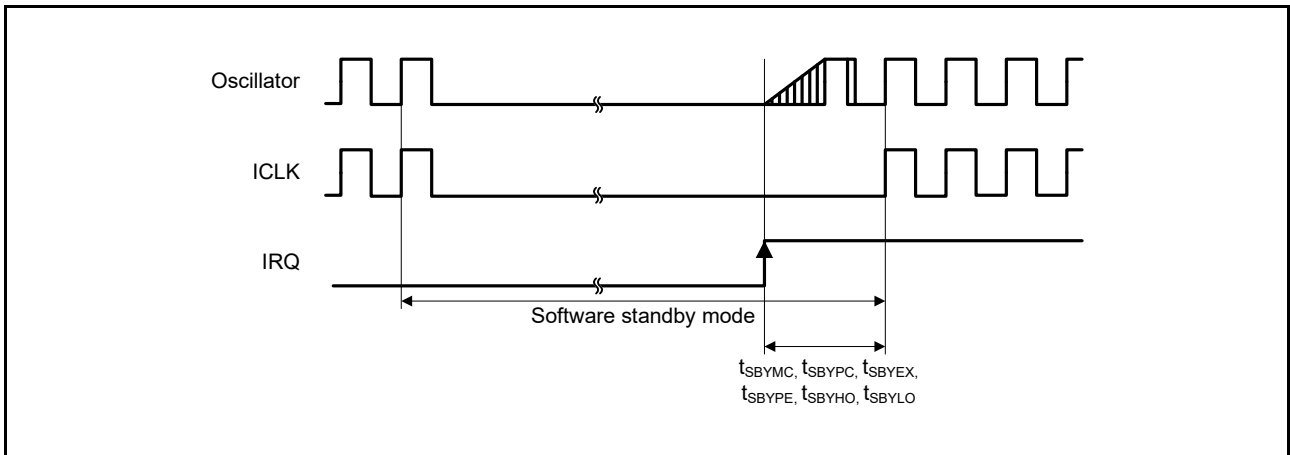 Oscillator
ICLK
IRQ
Software standby mode
tSBYMC, tSBYPC, tSBYEX,
tSBYPE, tSBYHO, tSBYLO